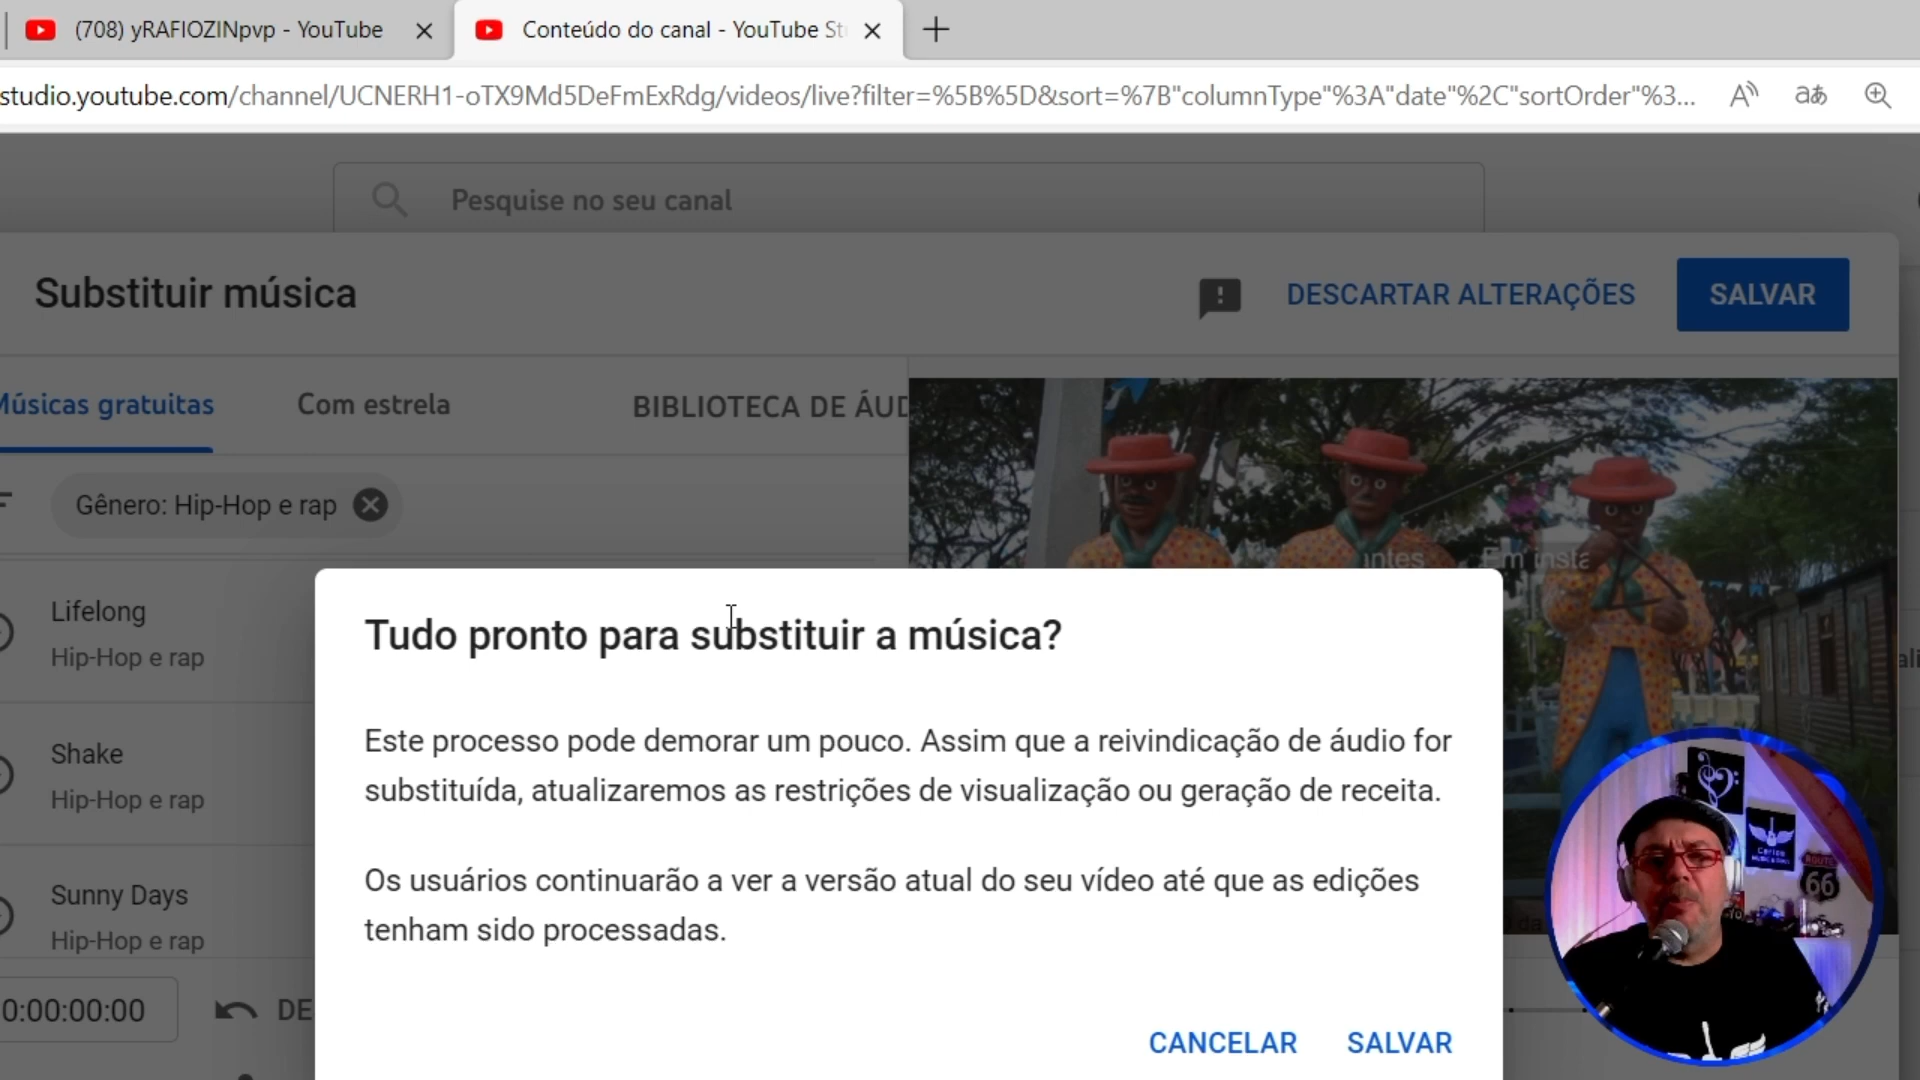 (708) yRAFIOZINpvp - YouTube
Conteúdo do canal - YouTube St
studio.youtube.com/channel/UCNERH1-oTX9Md5DeFmExRdg/videos/live?filter=%5B%5D&sort=%7B"columnType"%3A"date"%2C"sortOrder"%3...
Pesquise no seu canal
Substituir música
DESCARTAR ALTERAÇÕES
SALVAR
Músicas gratuitas
Com estrela
BIBLIOTECA DE ÁUD
Gênero: Hip-Hop e rap
Em insta
Lifelong
Hip-Hop e rap
Shake
Hip-Hop e rap
Sunny Days
Hip-Hop e rap
0:00:00:00
DE
Tudo pronto para substituir a música?
Este processo pode demorar um pouco. Assim que a reivindicação de áudio for
substituída, atualizaremos as restrições de visualização ou geração de receita.
Os usuários continuarão a ver a versão atual do seu vídeo até que as edições
tenham sido processadas.
CANCELAR
SALVAR
Carlos
ROUTE
66